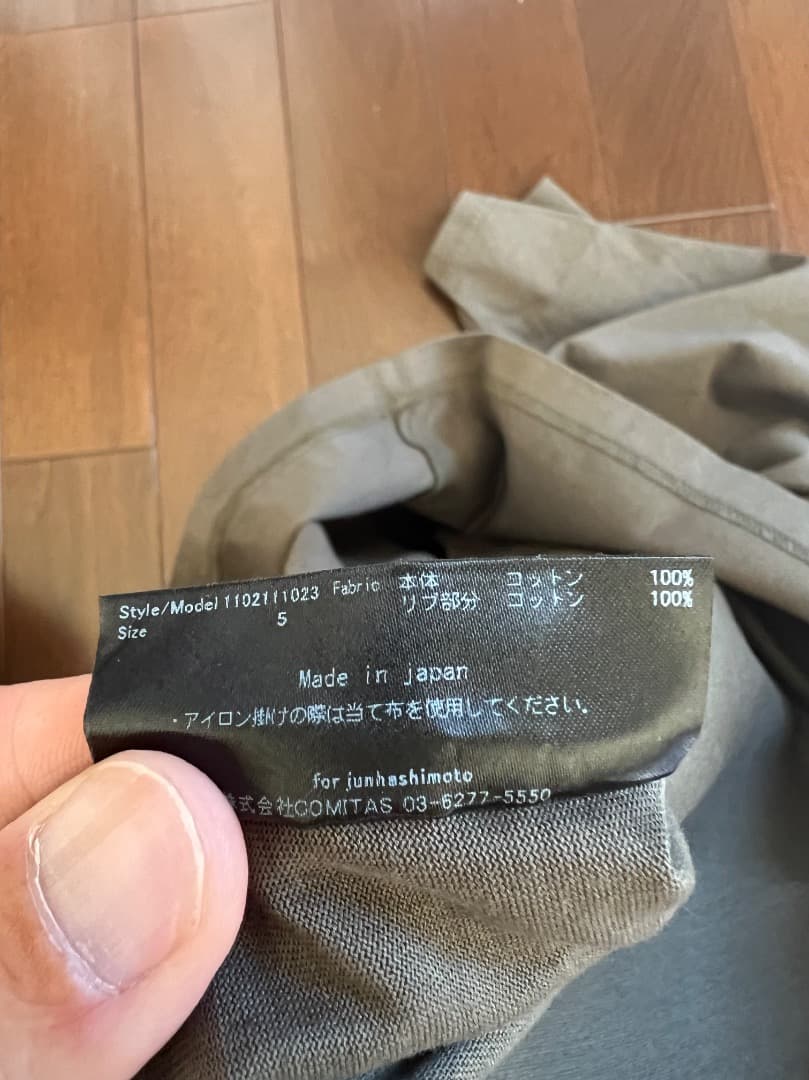 Style/Model 1102111023 Fabric 本体 コットン 100%
Size 5 リブ部分 コットン 100%
Made in japan
・アイロン掛けの際は当て布を使用してください。
for junhashimoto
株式会社COMITAS 03-6277-5550